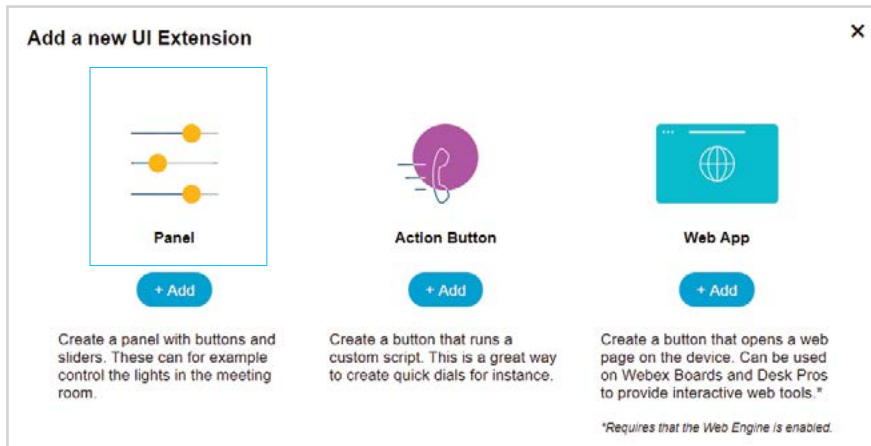 Add a new UI Extension
Panel
+ Add
Create a panel with buttons and
sliders. These can for example
control the lights in the meeting
room.
Action Button
+ Add
Create a button that runs a
custom script. This is a great way
to create quick dials for instance.
Web App
+ Add
Create a button that opens a web
page on the device. Can be used
on Webex Boards and Desk Pros
to provide interactive web tools.*
*Requires that the Web Engine is enabled.